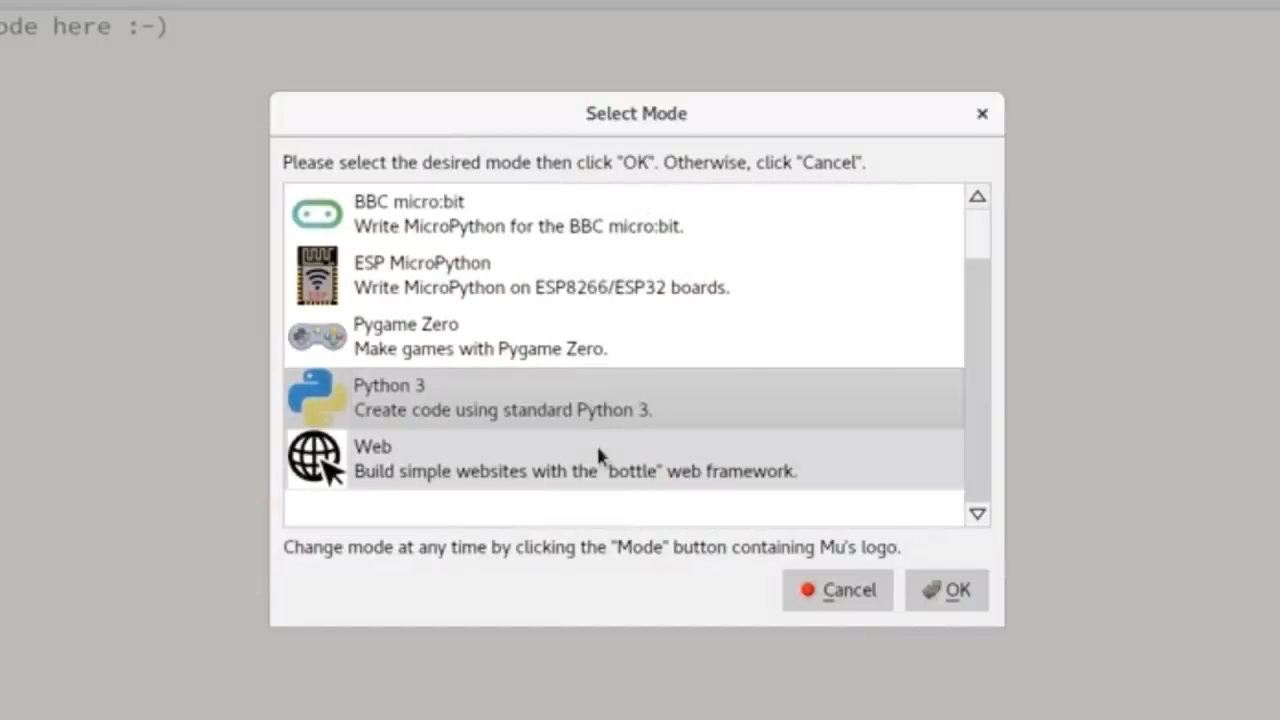 ode here :-)
Select Mode
Please select the desired mode then click "OK". Otherwise, click "Cancel".
BBC micro:bit
Write MicroPython for the BBC micro:bit.
ESP MicroPython
Write MicroPython on ESP8266/ESP32 boards.
Pygame Zero
Make games with Pygame Zero.
Python 3
Create code using standard Python 3.
Web
Build simple websites with the "bottle" web framework.
Change mode at any time by clicking the "Mode" button containing Mu's logo.
Cancel
OK